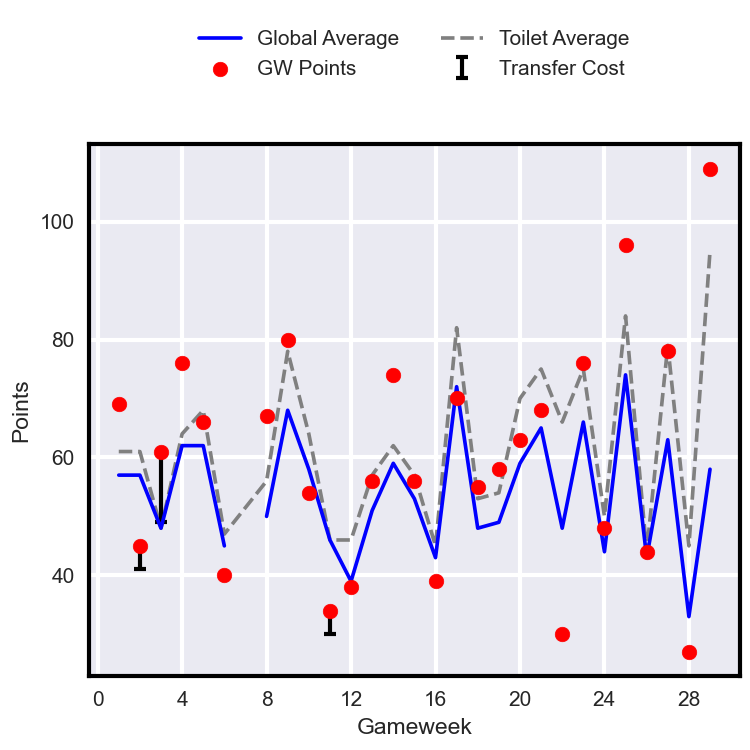 Global Average Toilet Average
GW Points Transfer Cost
100
80
60
40
Points
0 4 8 12 16 20 24 28
Gameweek